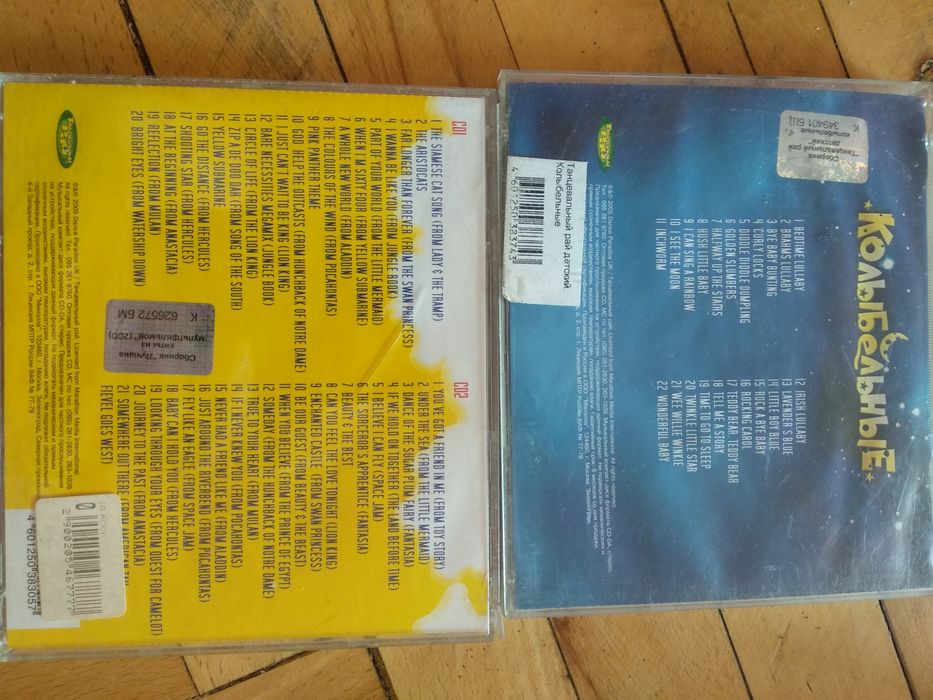 CD1
1 THE SIAMESE CAT SONG (FROM LADY & THE TRAMP)
2 THE ARISTOCATS
3 FAR LONGER THAN FOREVER (FROM THE SWAN PRINCESS)
4 I WANNA BE LIKE YOU (FROM JUNGLE BOOK)
5 PART OF YOUR WORLD (FROM THE LITTLE MERMAID)
6 WHEN I'M SIXTY FOUR (FROM YELLOW SUBMARINE)
7 A WHOLE NEW WORLD (FROM ALADDIN)
8 THE COLOURS OF THE WIND (FROM POCAHONTAS)
9 PINK PANTHER THEME
10 GOD HELP THE OUTCASTS (FROM HUNCHBACK OF NOTRE DAME)
11 I JUST CAN'T WAIT TO BE KING (LION KING)
12 BARE NECESSITIES MEGAMIX (JUNGLE BOOK)
13 CIRCLE OF LIFE (FROM THE LION KING)
14 ZIP A DE DOO DAH (FROM SONG OF THE SOUTH)
15 YELLOW SUBMARINE
16 GO THE DISTANCE (FROM HERCULES)
17 SHOOTING STAR (FROM HERCULES)
18 AT THE BEGINNING (FROM ANASTACIA)
19 REFLECTION (FROM MULAN)
20 BRIGHT EYES (FROM WATERSHIP DOWN)
CD2
1 YOU'VE GOT A FRIEND IN ME (FROM TOY STORY)
2 UNDER THE SEA (FROM THE LITTLE MERMAID)
3 DANCE OF THE SUGAR PLUM FAIRY (FANTASIA)
4 IF WE HOLD ON TOGETHER (THE LAND BEFORE TIME)
5 I BELIEVE I CAN FLY (SPACE JAM)
6 THE SORCEROR'S APPRENTICE (FANTASIA)
7 BEAUTY & THE BEST
8 CAN YOU FEEL THE LOVE TONIGHT (LION KING)
9 ENCHANTED CASTLE (FROM SWAN PRINCESS)
10 BE OUR GUEST (FROM BEAUTY & THE BEAST)
11 WHEN YOU BELIEVE (FROM THE PRINCE OF EGYPT)
12 SOMEDAY (FROM THE HUNCHBACK OF NOTRE DAME)
13 TRUE TO YOUR HEART (FROM MULAN)
14 IF I NEVER KNEW YOU (FROM POCAHONTAS)
15 NEVER HAD A FRIEND LIKE ME (FROM ALADDIN)
16 JUST AROUND THE RIVERBEND (FROM POCAHONTAS)
17 FLY LIKE AN EAGLE (FROM SPACE JAM)
18 BABY CAN I HOLD YOU (FROM HERCULES)
19 LOOKING THROUGH YOUR EYES (FROM QUEST FOR CAMELOT)
20 JOURNEY TO THE PAST (FROM ANASTACIA)
21 SOMEWHERE OUT THERE (FROM AMERICAN TAIL
FIEVEL GOES WEST)
Сборник "Лучшие
хиты из
мультфильмов" (2CD)
К 626572 БМ
2 900205 467777
4 601250 383057
КОЛЫБЕЛЬНЫЕ
Сборник
"Танцевальный рай
детский"
колыбельные
К 349401 БЦ
1 BEDTIME LULLABY
2 BRAHMS LULLABY
3 BYE BABY BUNTING
4 CURLY LOCKS
5 DIDDLE DIDDLE DUMPLING
6 GOLDEN SLUMBERS
7 HALFWAY UP THE STAIRS
8 HUSH LITTLE BABY
9 I CAN SING A RAINBOW
10 I SEE THE MOON
11 INCHWORM
12 IRISH LULLABY
13 LAVENDER'S BLUE
14 LITTLE BOY BLUE
15 ROCK A BYE BABY
16 ROCKING CAROL
17 TEDDY BEAR, TEDDY BEAR
18 TELL ME A STORY
19 TIME TO GO TO SLEEP
20 TWINKLE LITTLE STAR
21 WEE WILLIE WINKIE
22 WONDERFUL BABY
Танцевальный рай детский.
Колыбельные
4 601250 383743